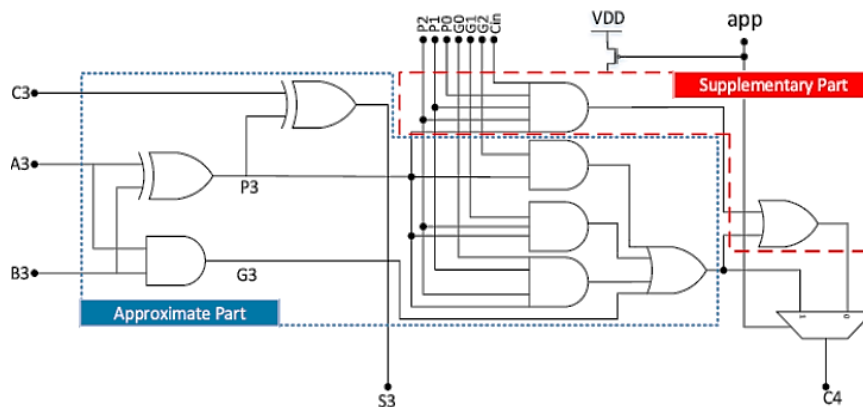 P2 P1 P0 G0 G1 G2 Cin
VDD
app
Supplementary Part
C3
A3
P3
B3
G3
Approximate Part
1 0
S3
C4